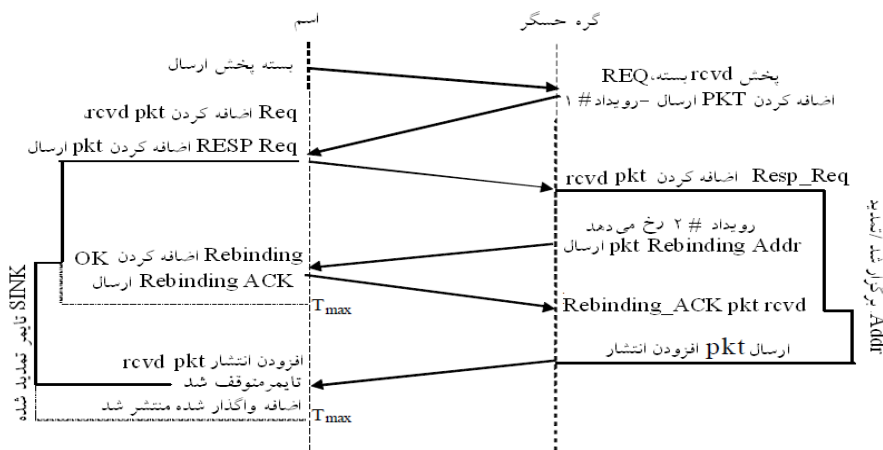 اسم
گره حسگر
بسته پخش ارسال
پخش rcvd بسته، REQ
اضافه کردن PKT ارسال –رویداد# ۱
Req اضافه کردن rcvd pkt،
RESP Req اضافه کردن pkt ارسال
Resp_Req اضافه کردن rcvd pkt
رویداد # ۲ رخ می‌دهد
pkt Rebinding Addr ارسال
Rebinding اضافه کردن OK
Rebinding ACK ارسال
Tmax
Rebinding_ACK pkt rcvd
ارسال pkt افزودن انتشار
افزودن انتشار rcvd pkt
تایمرمتوقف شد
اضافه واگذار شده منتشر شد
Tmax
SINK تایمر تمدید شده
Addr برگزار شد/تمدید